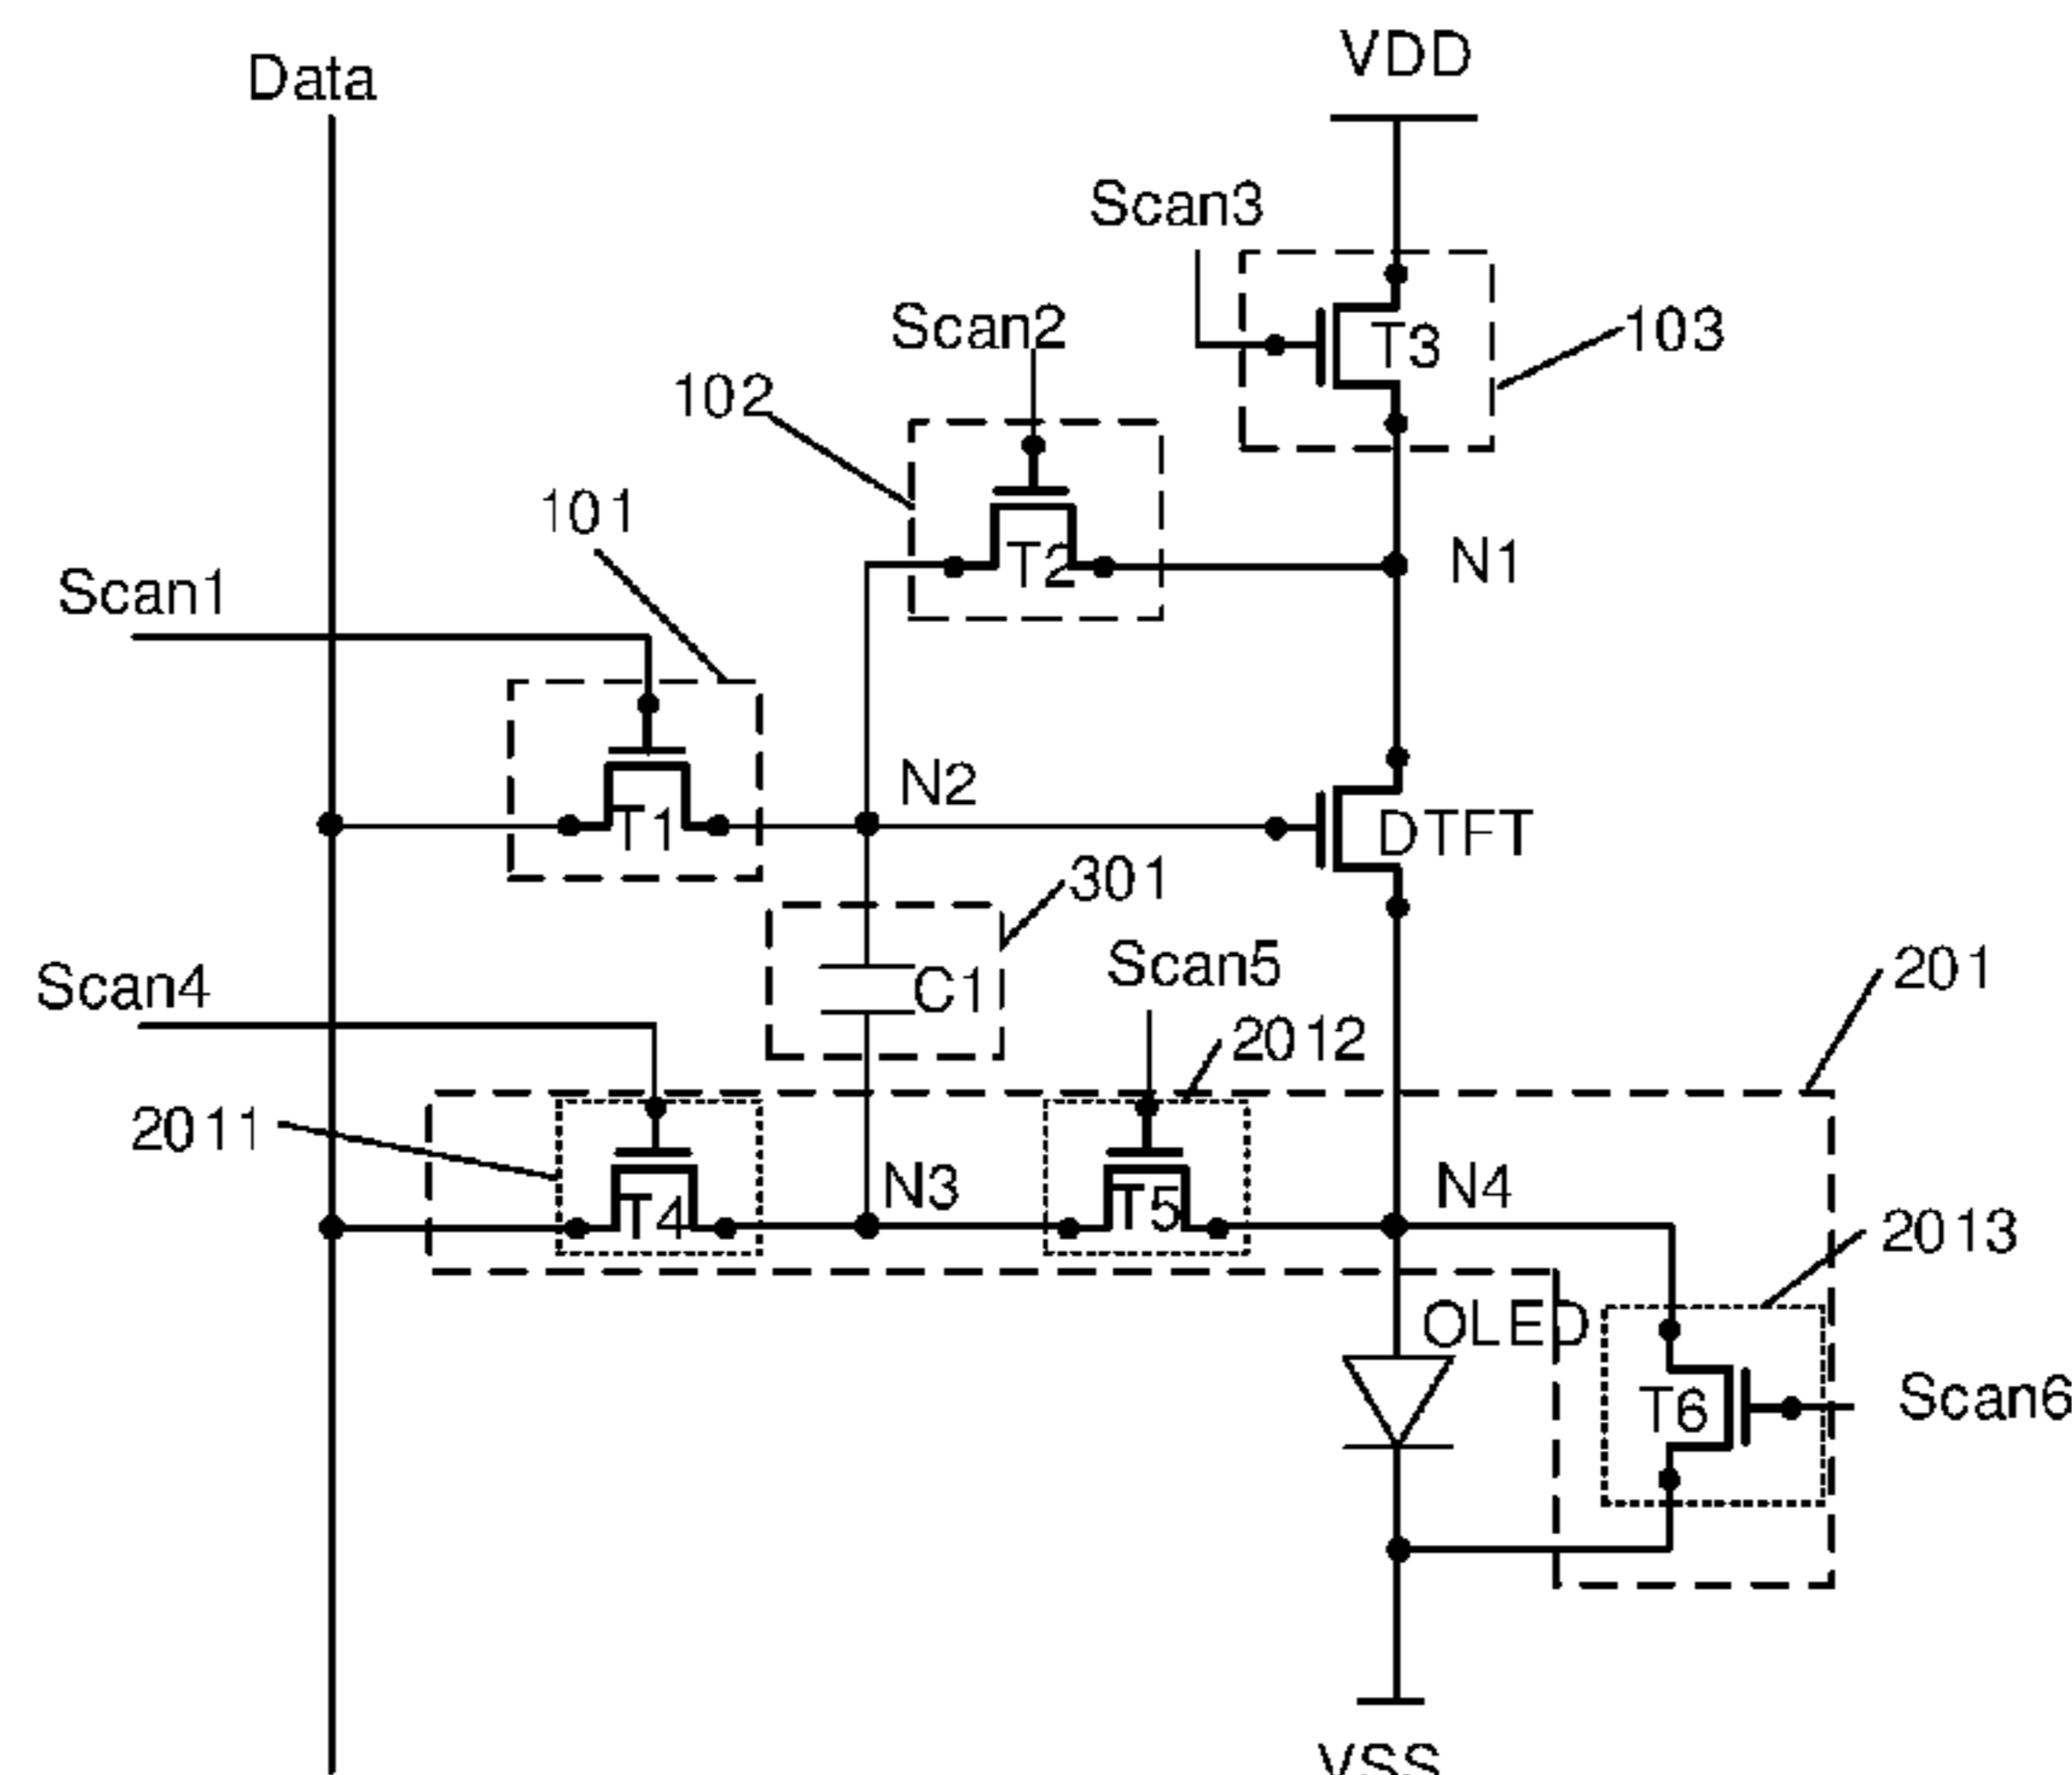 VDD
Data
Scan3
Scan2
T3
103
102
101
T2
N1
Scan1
N2
T1
DTFT
301
Scan5
201
Scan4
C1
2012
2011
N3
N4
T4
T5
2013
OLED
T6
Scan6
VSS